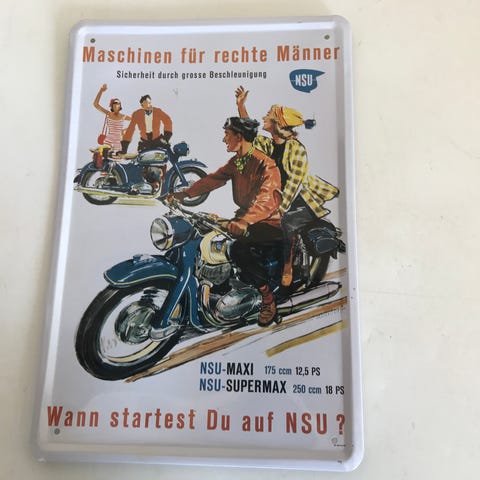 Maschinen für rechte Männer
Sicherheit durch grosse Beschleunigung
NSU
NSU-MAXI 175 ccm 12,5 PS
NSU-SUPERMAX 250 ccm 18 PS
Wann startest Du auf NSU?